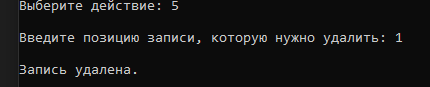 Выберите действие: 5
Введите позицию записи, которую нужно удалить: 1
Запись удалена.